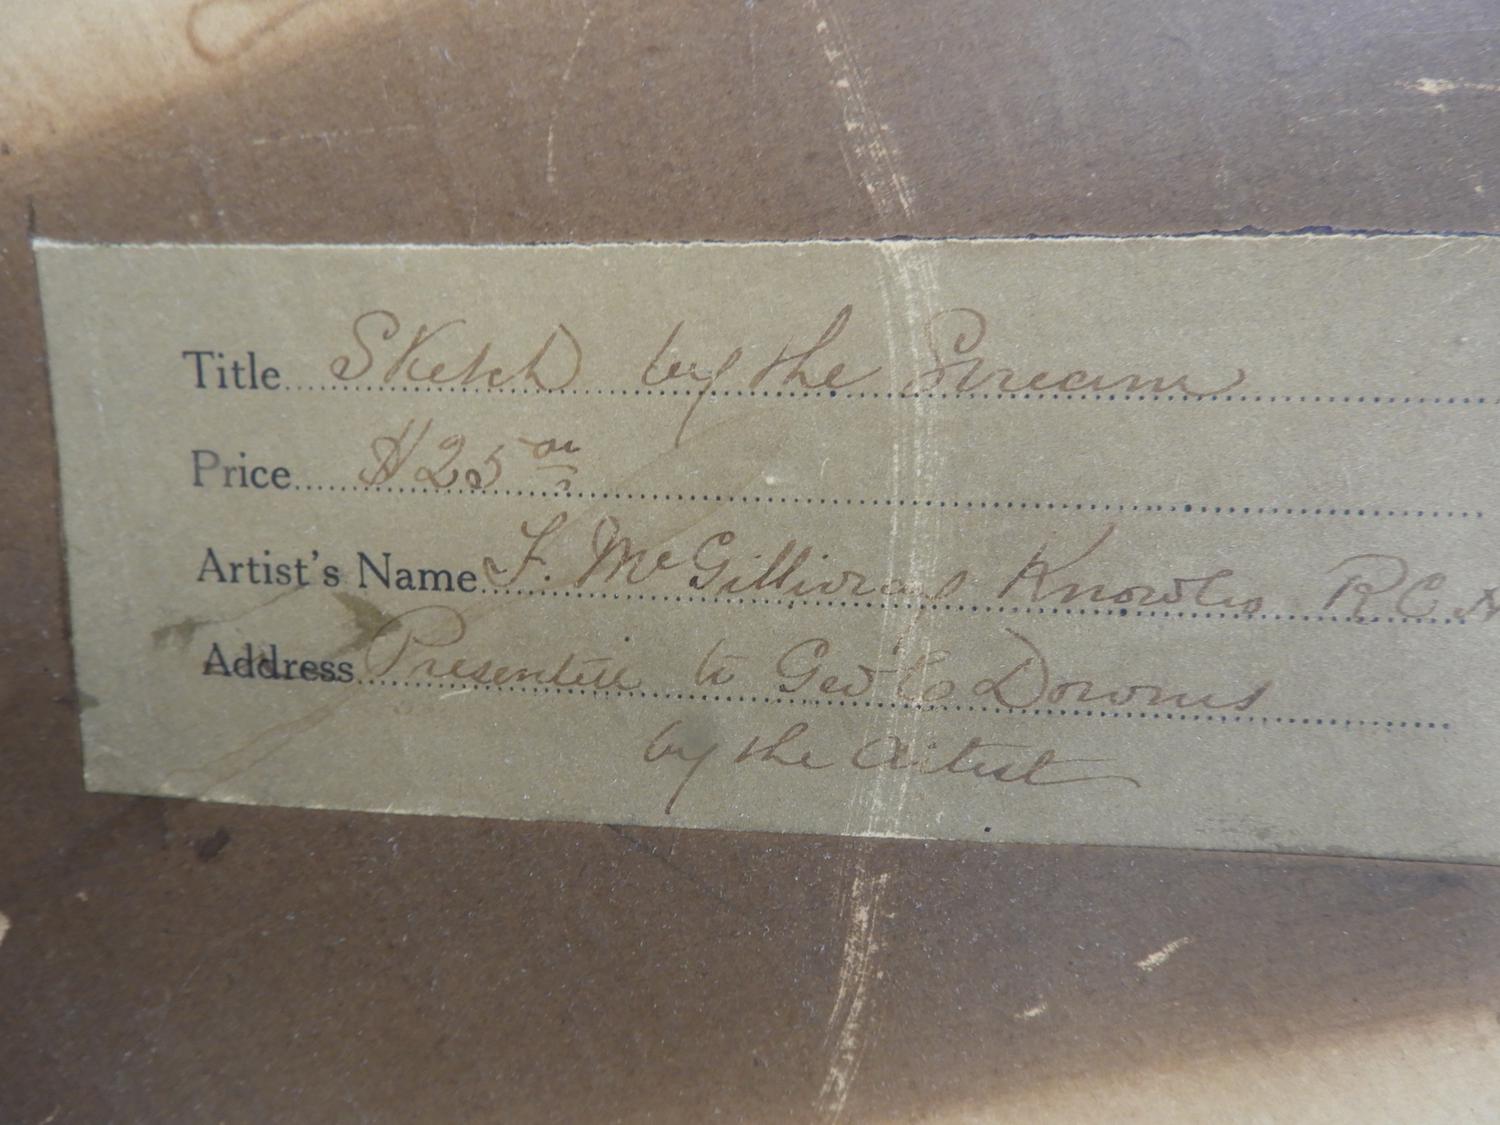 Title Sketch by the Stream
Price $25 00
Artist's Name F. McGillivray Knowles R.C.A
Address Presented to Geo C Downs
by the Artist